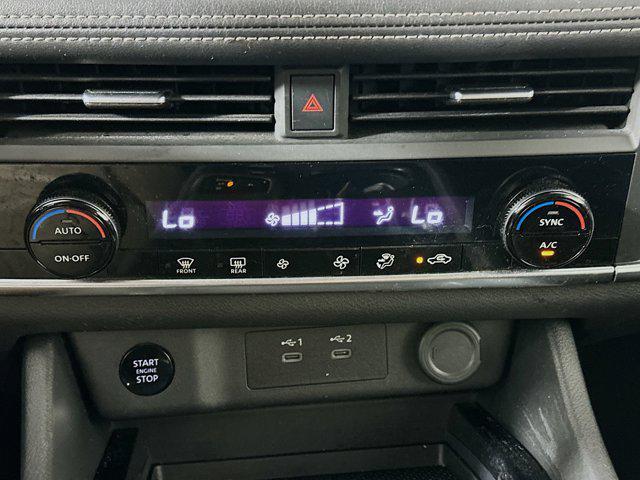 Lo
Lo
AUTO
ON·OFF
SYNC
A/C
FRONT
REAR
START
ENGINE
STOP
1
2